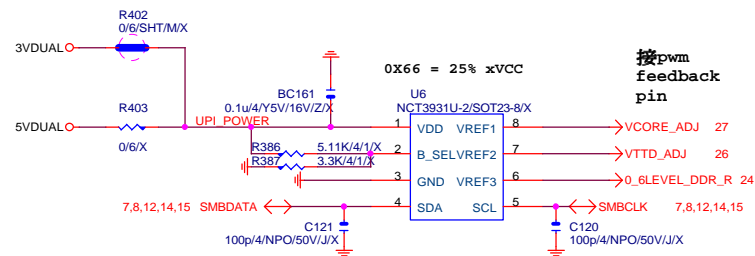 R402
0/6/SHT/M/X
3VDUAL
接pwm
feedback
pin
0X66 = 25% xVCC
BC161
0.1u/4/Y5V/16V/Z/X
U6
NCT3931U-2/SOT23-8/X
R403
5VDUAL
UPI_POWER
0/6/X
1 VDD VREF1 8 VCORE_ADJ 27
R386 5.11K/4/1/X
R387 3.3K/4/1/X
2 B_SEL VREF2 7 VTTD_ADJ 26
3 GND VREF3 6 0_6LEVEL_DDR_R 24
7,8,12,14,15 SMBDATA 4 SDA SCL 5 SMBCLK 7,8,12,14,15
C121
100p/4/NPO/50V/J/X
C120
100p/4/NPO/50V/J/X